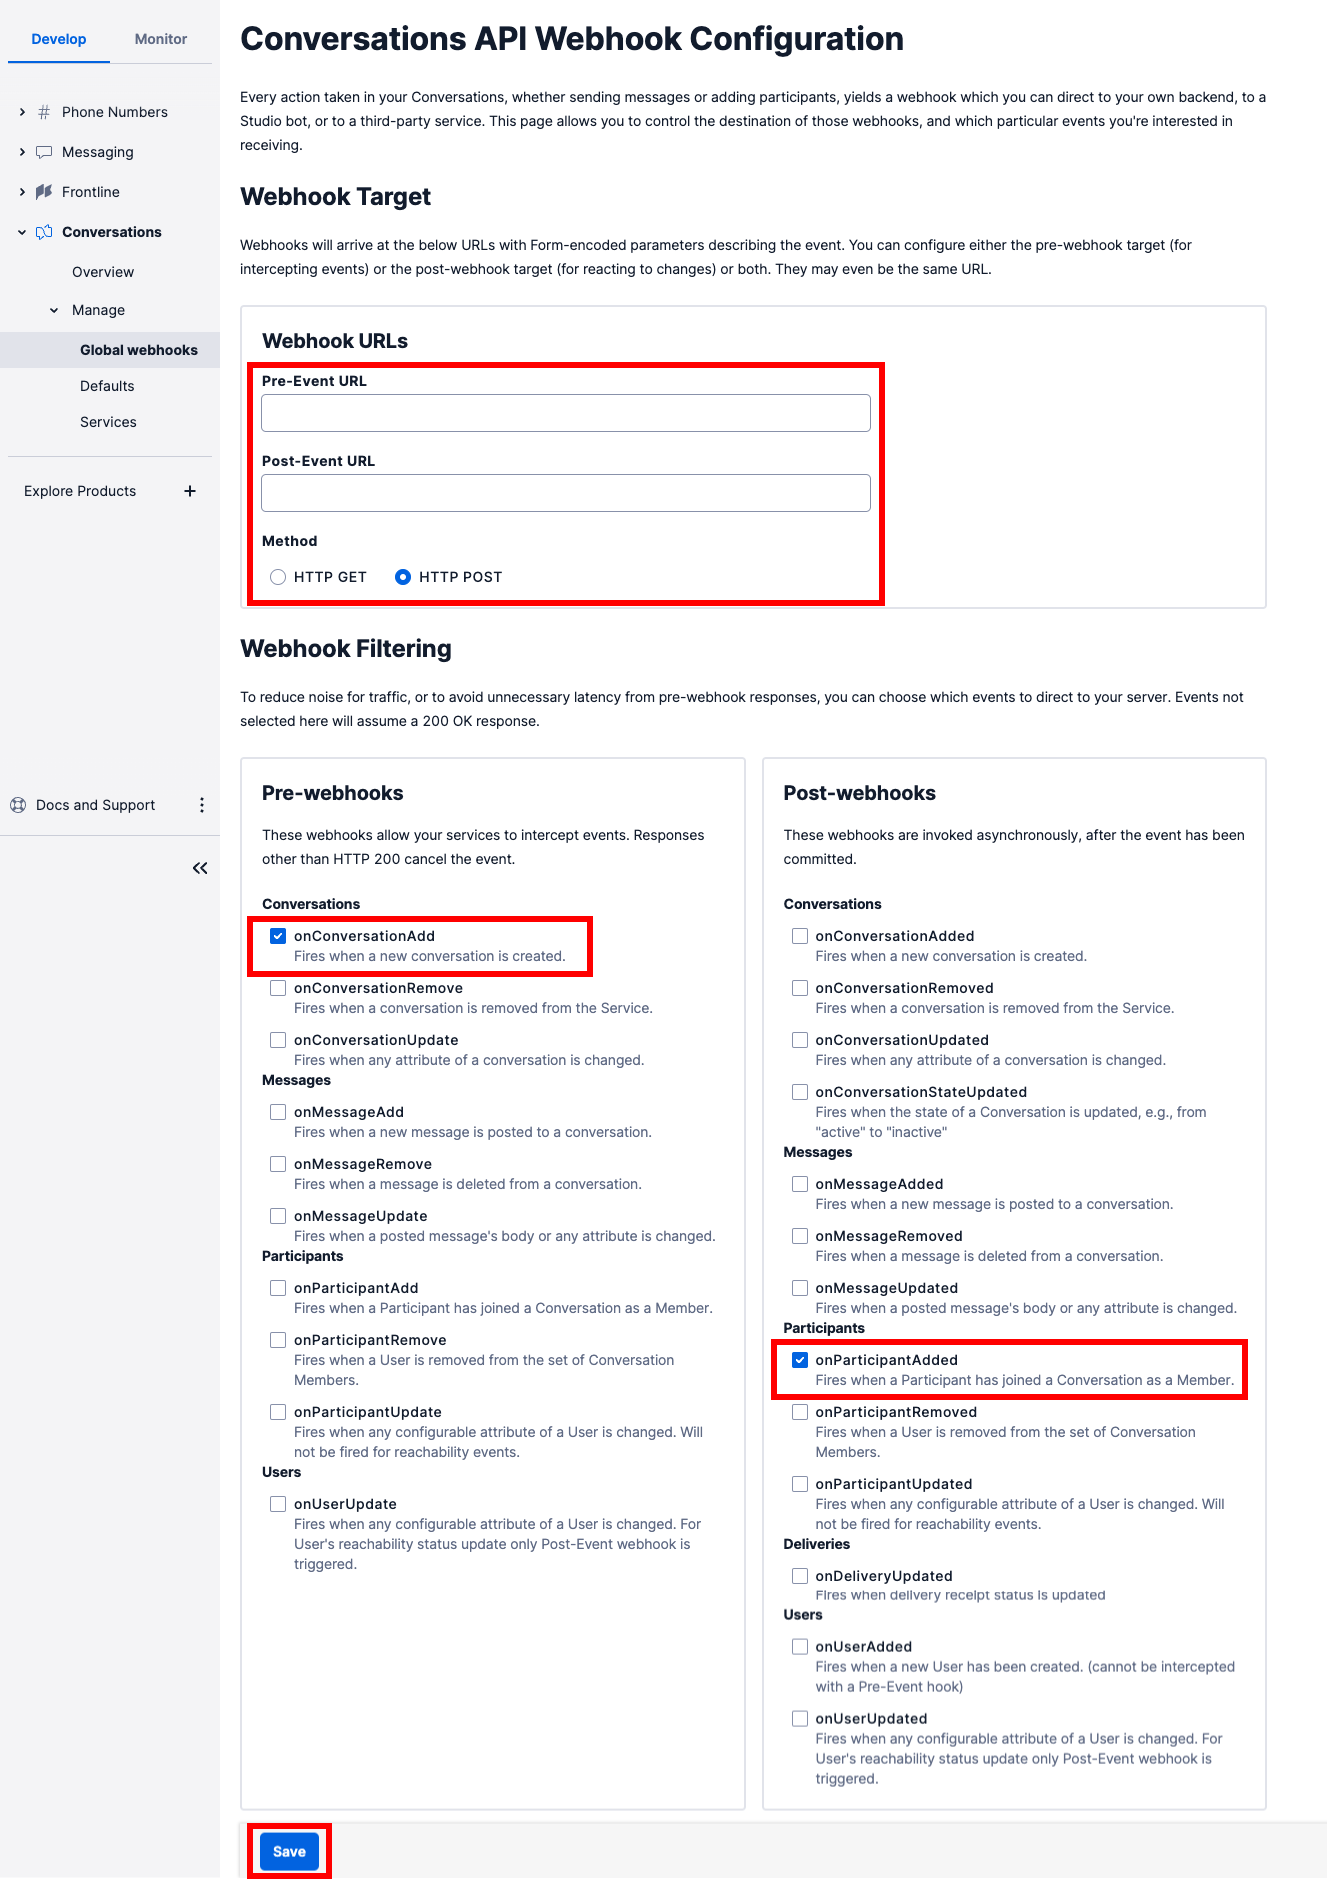 Develop
Monitor
Phone Numbers
Messaging
Frontline
Conversations
Overview
Manage
Global webhooks
Defaults
Services
Explore Products
Docs and Support
Conversations API Webhook Configuration
Every action taken in your Conversations, whether sending messages or adding participants, yields a webhook which you can direct to your own backend, to a
Studio bot, or to a third-party service. This page allows you to control the destination of those webhooks, and which particular events you're interested in
receiving.
Webhook Target
Webhooks will arrive at the below URLs with Form-encoded parameters describing the event. You can configure either the pre-webhook target (for
intercepting events) or the post-webhook target (for reacting to changes) or both. They may even be the same URL.
Webhook URLs
Pre-Event URL
Post-Event URL
Method
HTTP GET
HTTP POST
Webhook Filtering
To reduce noise for traffic, or to avoid unnecessary latency from pre-webhook responses, you can choose which events to direct to your server. Events not
selected here will assume a 200 OK response.
Pre-webhooks
These webhooks allow your services to intercept events. Responses
other than HTTP 200 cancel the event.
Conversations
onConversationAdd
Fires when a new conversation is created.
onConversationRemove
Fires when a conversation is removed from the Service.
onConversationUpdate
Fires when any attribute of a conversation is changed.
Messages
onMessageAdd
Fires when a new message is posted to a conversation.
onMessageRemove
Fires when a message is deleted from a conversation.
onMessageUpdate
Fires when a posted message's body or any attribute is changed.
Participants
onParticipantAdd
Fires when a Participant has joined a Conversation as a Member.
onParticipantRemove
Fires when a User is removed from the set of Conversation
Members.
onParticipantUpdate
Fires when any configurable attribute of a User is changed. Will
not be fired for reachability events.
Users
onUserUpdate
Fires when any configurable attribute of a User is changed. For
User's reachability status update only Post-Event webhook is
triggered.
Post-webhooks
These webhooks are invoked asynchronously, after the event has been
committed.
Conversations
onConversationAdded
Fires when a new conversation is created.
onConversationRemoved
Fires when a conversation is removed from the Service.
onConversationUpdated
Fires when any attribute of a conversation is changed.
onConversationStateUpdated
Fires when the state of a Conversation is updated, e.g., from
"active" to "inactive"
Messages
onMessageAdded
Fires when a new message is posted to a conversation.
onMessageRemoved
Fires when a message is deleted from a conversation.
onMessageUpdated
Fires when a posted message's body or any attribute is changed.
Participants
onParticipantAdded
Fires when a Participant has joined a Conversation as a Member.
onParticipantRemoved
Fires when a User is removed from the set of Conversation
Members.
onParticipantUpdated
Fires when any configurable attribute of a User is changed. Will
not be fired for reachability events.
Deliveries
onDeliveryUpdated
Fires when delivery receipt status is updated
Users
onUserAdded
Fires when a new User has been created. (cannot be intercepted
with a Pre-Event hook)
onUserUpdated
Fires when any configurable attribute of a User is changed. For
User's reachability status update only Post-Event webhook is
triggered.
Save